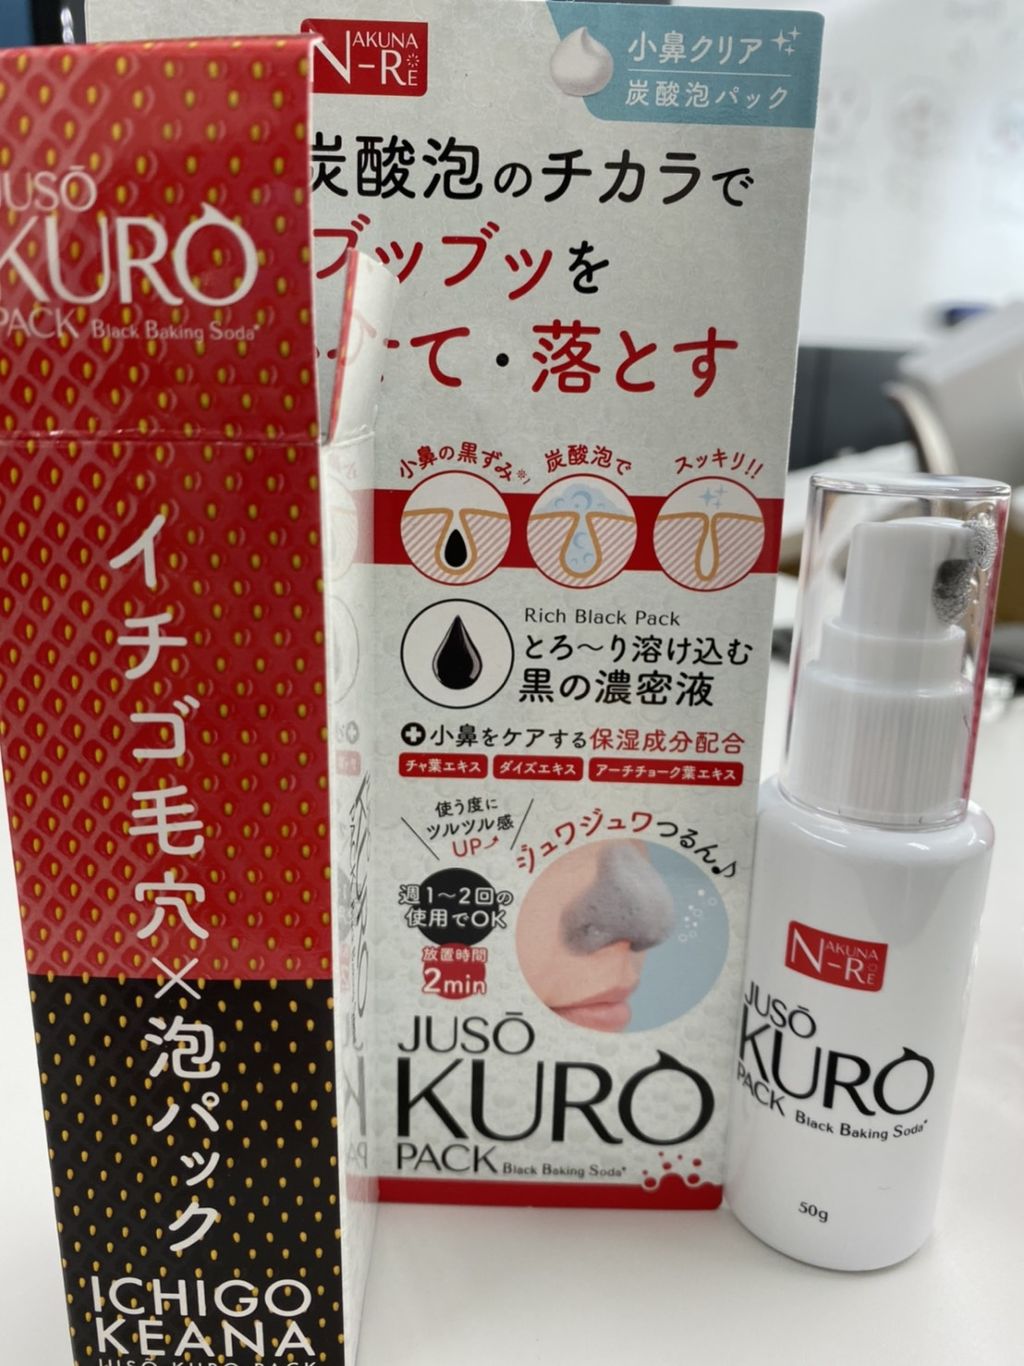 JUSŌ
KURO
PACK Black Baking Soda*
イチゴ毛穴×泡パック
ICHIGO
KEANA
JUSO KURO PACK
NAKUNA
N-RE
小鼻クリア
炭酸泡パック
炭酸泡のチカラで
ブップツを
て・落とす
小鼻の黒ずみ※1
炭酸泡で
スッキリ!!
Rich Black Pack
とろ〜り溶け込む
黒の濃密液
小鼻をケアする保湿成分配合
チャ葉エキス ダイズエキス アーチチョーク葉エキス
使う度に
ツルツル感
UP
ジュワジュワつるん♪
週1〜2回の
使用でOK
放置時間
2min
JUSŌ
KURO
PACK Black Baking Soda*
NAKUNA
N-RE
JUSŌ
KURO
PACK Black Baking Soda*
50g